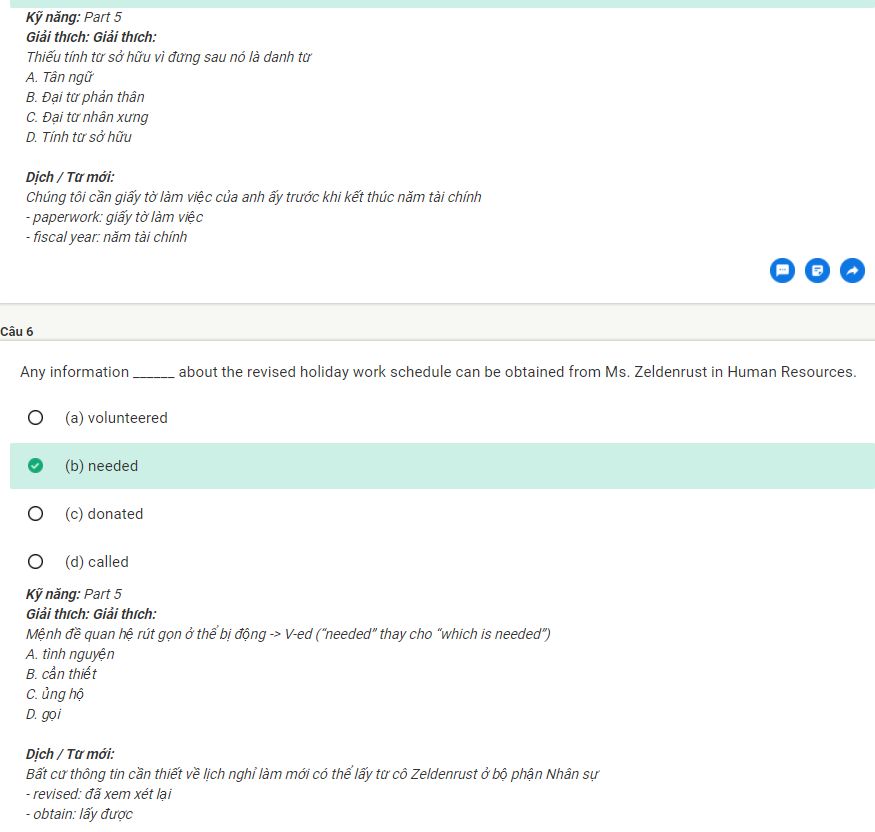 Kỹ năng: Part 5
Giải thích: Giải thích:
Thiếu tính từ sở hữu vì đứng sau nó là danh từ
A. Tân ngữ
B. Đại từ phản thân
C. Đại từ nhân xưng
D. Tính từ sở hữu
Dịch / Từ mới:
Chúng tôi cần giấy tờ làm việc của anh ấy trước khi kết thúc năm tài chính
- paperwork: giấy tờ làm việc
- fiscal year: năm tài chính
Câu 6
Any information ______ about the revised holiday work schedule can be obtained from Ms. Zeldenrust in Human Resources.
(a) volunteered
(b) needed
(c) donated
(d) called
Kỹ năng: Part 5
Giải thích: Giải thích:
Mệnh đề quan hệ rút gọn ở thể bị động -> V-ed (“needed” thay cho “which is needed”)
A. tình nguyện
B. cần thiết
C. ủng hộ
D. gọi
Dịch / Từ mới:
Bất cứ thông tin cần thiết về lịch nghỉ làm mới có thể lấy từ cô Zeldenrust ở bộ phận Nhân sự
- revised: đã xem xét lại
- obtain: lấy được